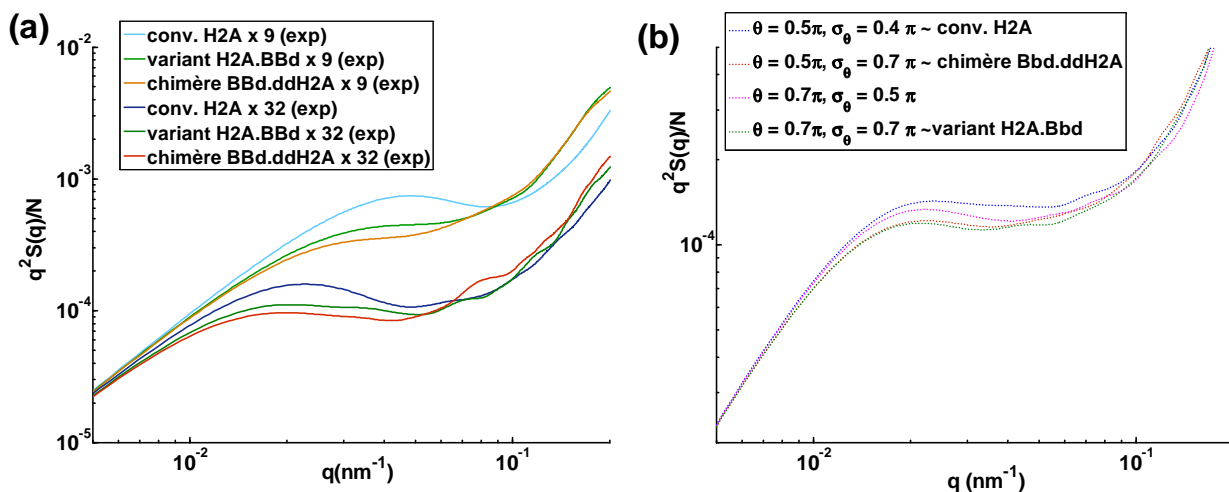 (a)
conv. H2A x 9 (exp)
variant H2A.BBd x 9 (exp)
chimère BBd.ddH2A x 9 (exp)
conv. H2A x 32 (exp)
variant H2A.BBd x 32 (exp)
chimère BBd.ddH2A x 32 (exp)
q²S(q)/N
10⁻²
10⁻³
10⁻⁴
10⁻⁵
10⁻²
10⁻¹
q(nm⁻¹)
(b)
θ = 0.5π, σ_θ = 0.4 π ~ conv. H2A
θ = 0.5π, σ_θ = 0.7 π ~ chimère Bbd.ddH2A
θ = 0.7π, σ_θ = 0.5 π
θ = 0.7π, σ_θ = 0.7 π ~variant H2A.Bbd
q²S(q)/N
10⁻⁴
10⁻²
10⁻¹
q (nm⁻¹)